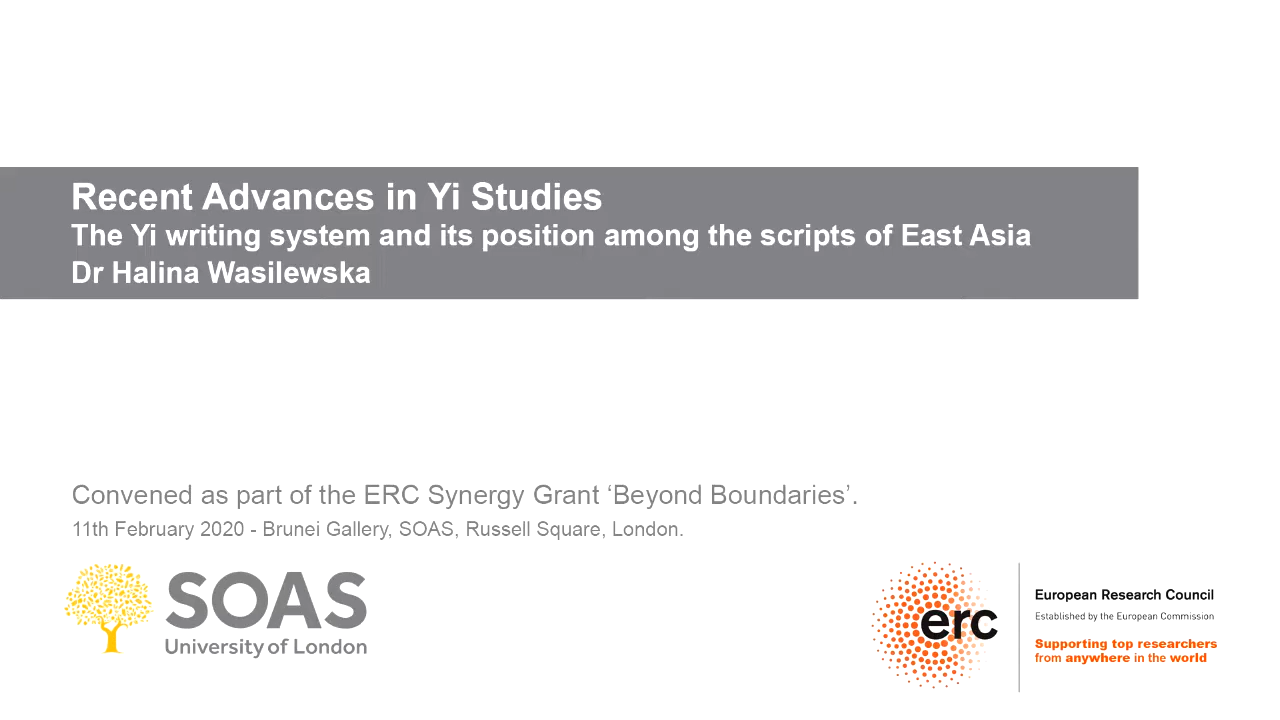 Recent Advances in Yi Studies
The Yi writing system and its position among the scripts of East Asia
Dr Halina Wasilewska
Convened as part of the ERC Synergy Grant ‘Beyond Boundaries’.
11th February 2020 - Brunei Gallery, SOAS, Russell Square, London.
SOAS
University of London
erc
European Research Council
Established by the European Commission
Supporting top researchers
from anywhere in the world